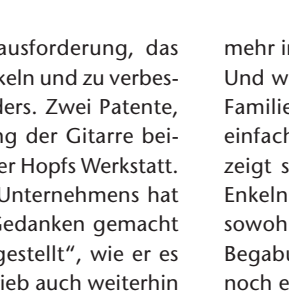 ausforderung, das
keln und zu verbes-
ders. Zwei Patente,
ng der Gitarre bei-
er Hopfs Werkstatt.
Unternehmens hat
Gedanken gemacht
gestellt“, wie er es
ieb auch weiterhin
mehr i
Und w
Familie
einfach
zeigt s
Enkeln
sowoh
Begabu
noch e